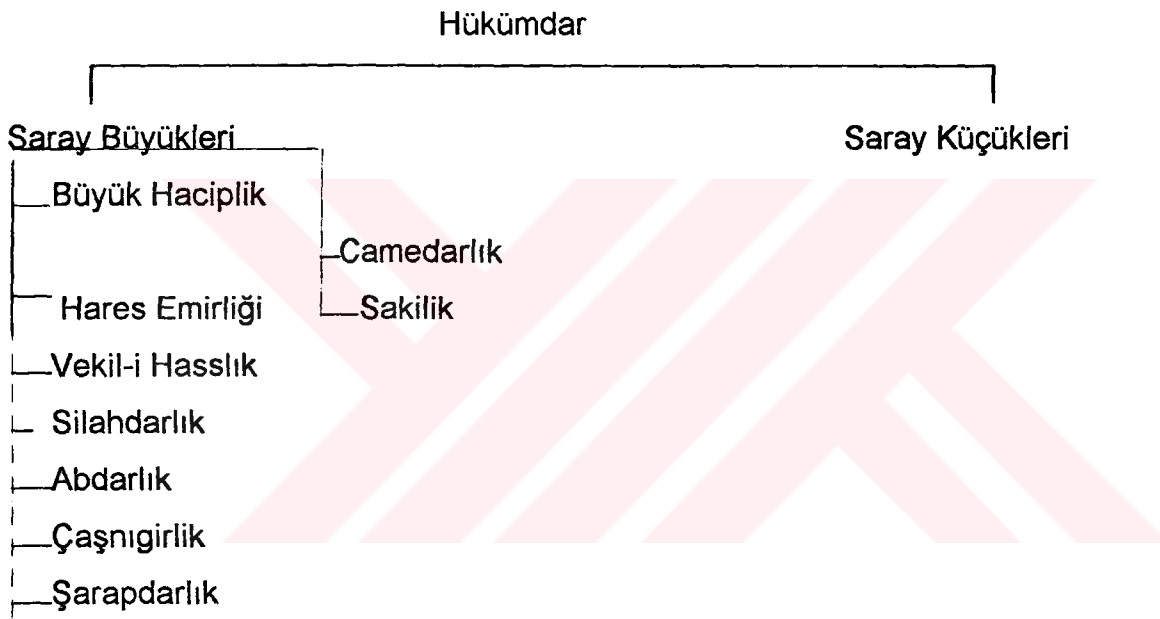 Hükümdar
Saray Büyükleri
Saray Küçükleri
Büyük Haciplik
Camedarlık
Hares Emirliği
Sakilik
Vekil-i Hasslık
Silahdarlık
Abdarlık
Çaşnıgirlik
Şarapdarlık